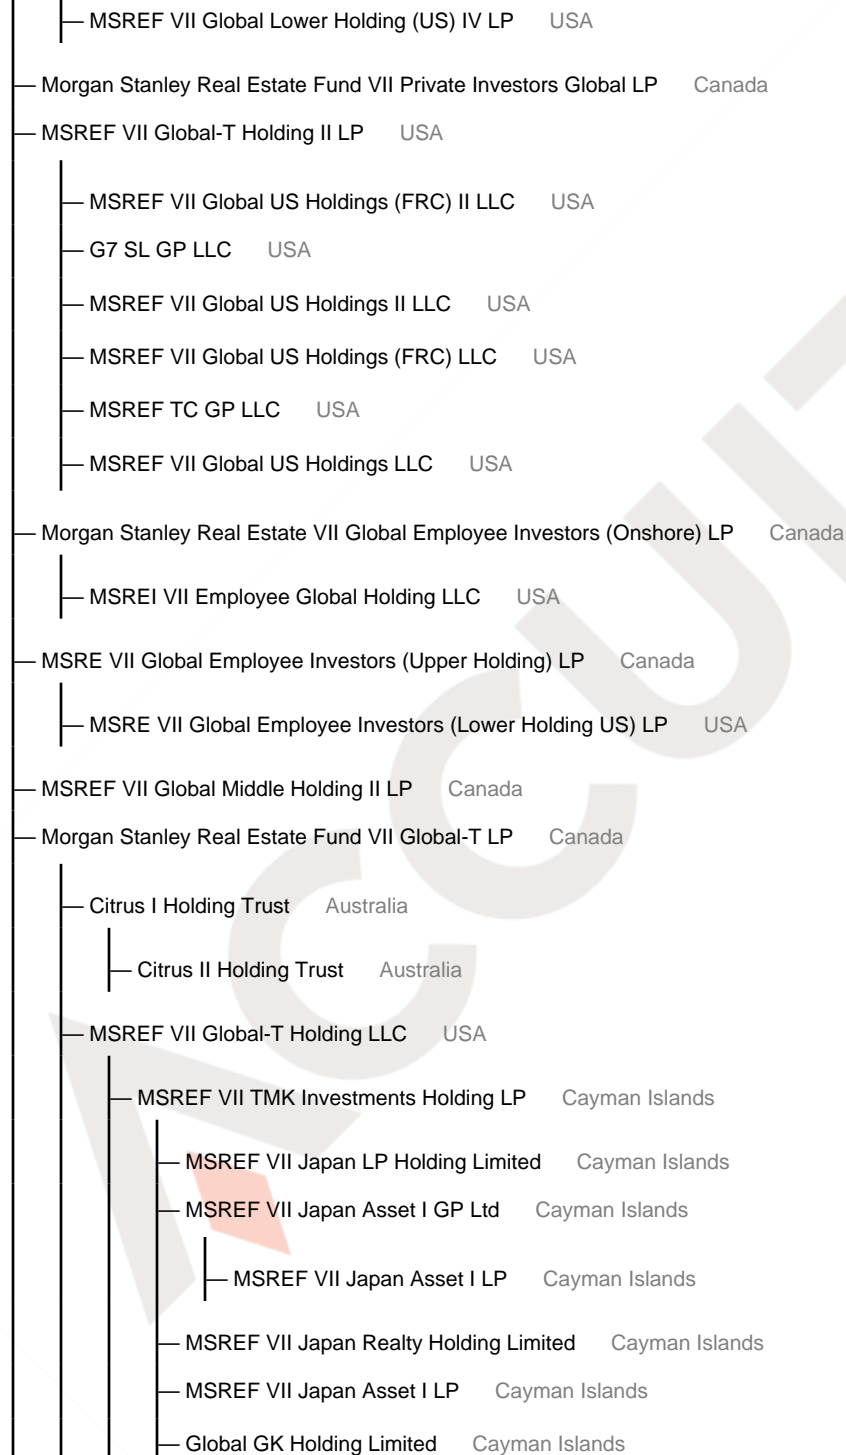 MSREF VII Global Lower Holding (US) IV LP USA
Morgan Stanley Real Estate Fund VII Private Investors Global LP Canada
MSREF VII Global-T Holding II LP USA
MSREF VII Global US Holdings (FRC) II LLC USA
G7 SL GP LLC USA
MSREF VII Global US Holdings II LLC USA
MSREF VII Global US Holdings (FRC) LLC USA
MSREF TC GP LLC USA
MSREF VII Global US Holdings LLC USA
Morgan Stanley Real Estate VII Global Employee Investors (Onshore) LP Canada
MSREI VII Employee Global Holding LLC USA
MSRE VII Global Employee Investors (Upper Holding) LP Canada
MSRE VII Global Employee Investors (Lower Holding US) LP USA
MSREF VII Global Middle Holding II LP Canada
Morgan Stanley Real Estate Fund VII Global-T LP Canada
Citrus I Holding Trust Australia
Citrus II Holding Trust Australia
MSREF VII Global-T Holding LLC USA
MSREF VII TMK Investments Holding LP Cayman Islands
MSREF VII Japan LP Holding Limited Cayman Islands
MSREF VII Japan Asset I GP Ltd Cayman Islands
MSREF VII Japan Asset I LP Cayman Islands
MSREF VII Japan Realty Holding Limited Cayman Islands
MSREF VII Japan Asset I LP Cayman Islands
Global GK Holding Limited Cayman Islands
ACCUI